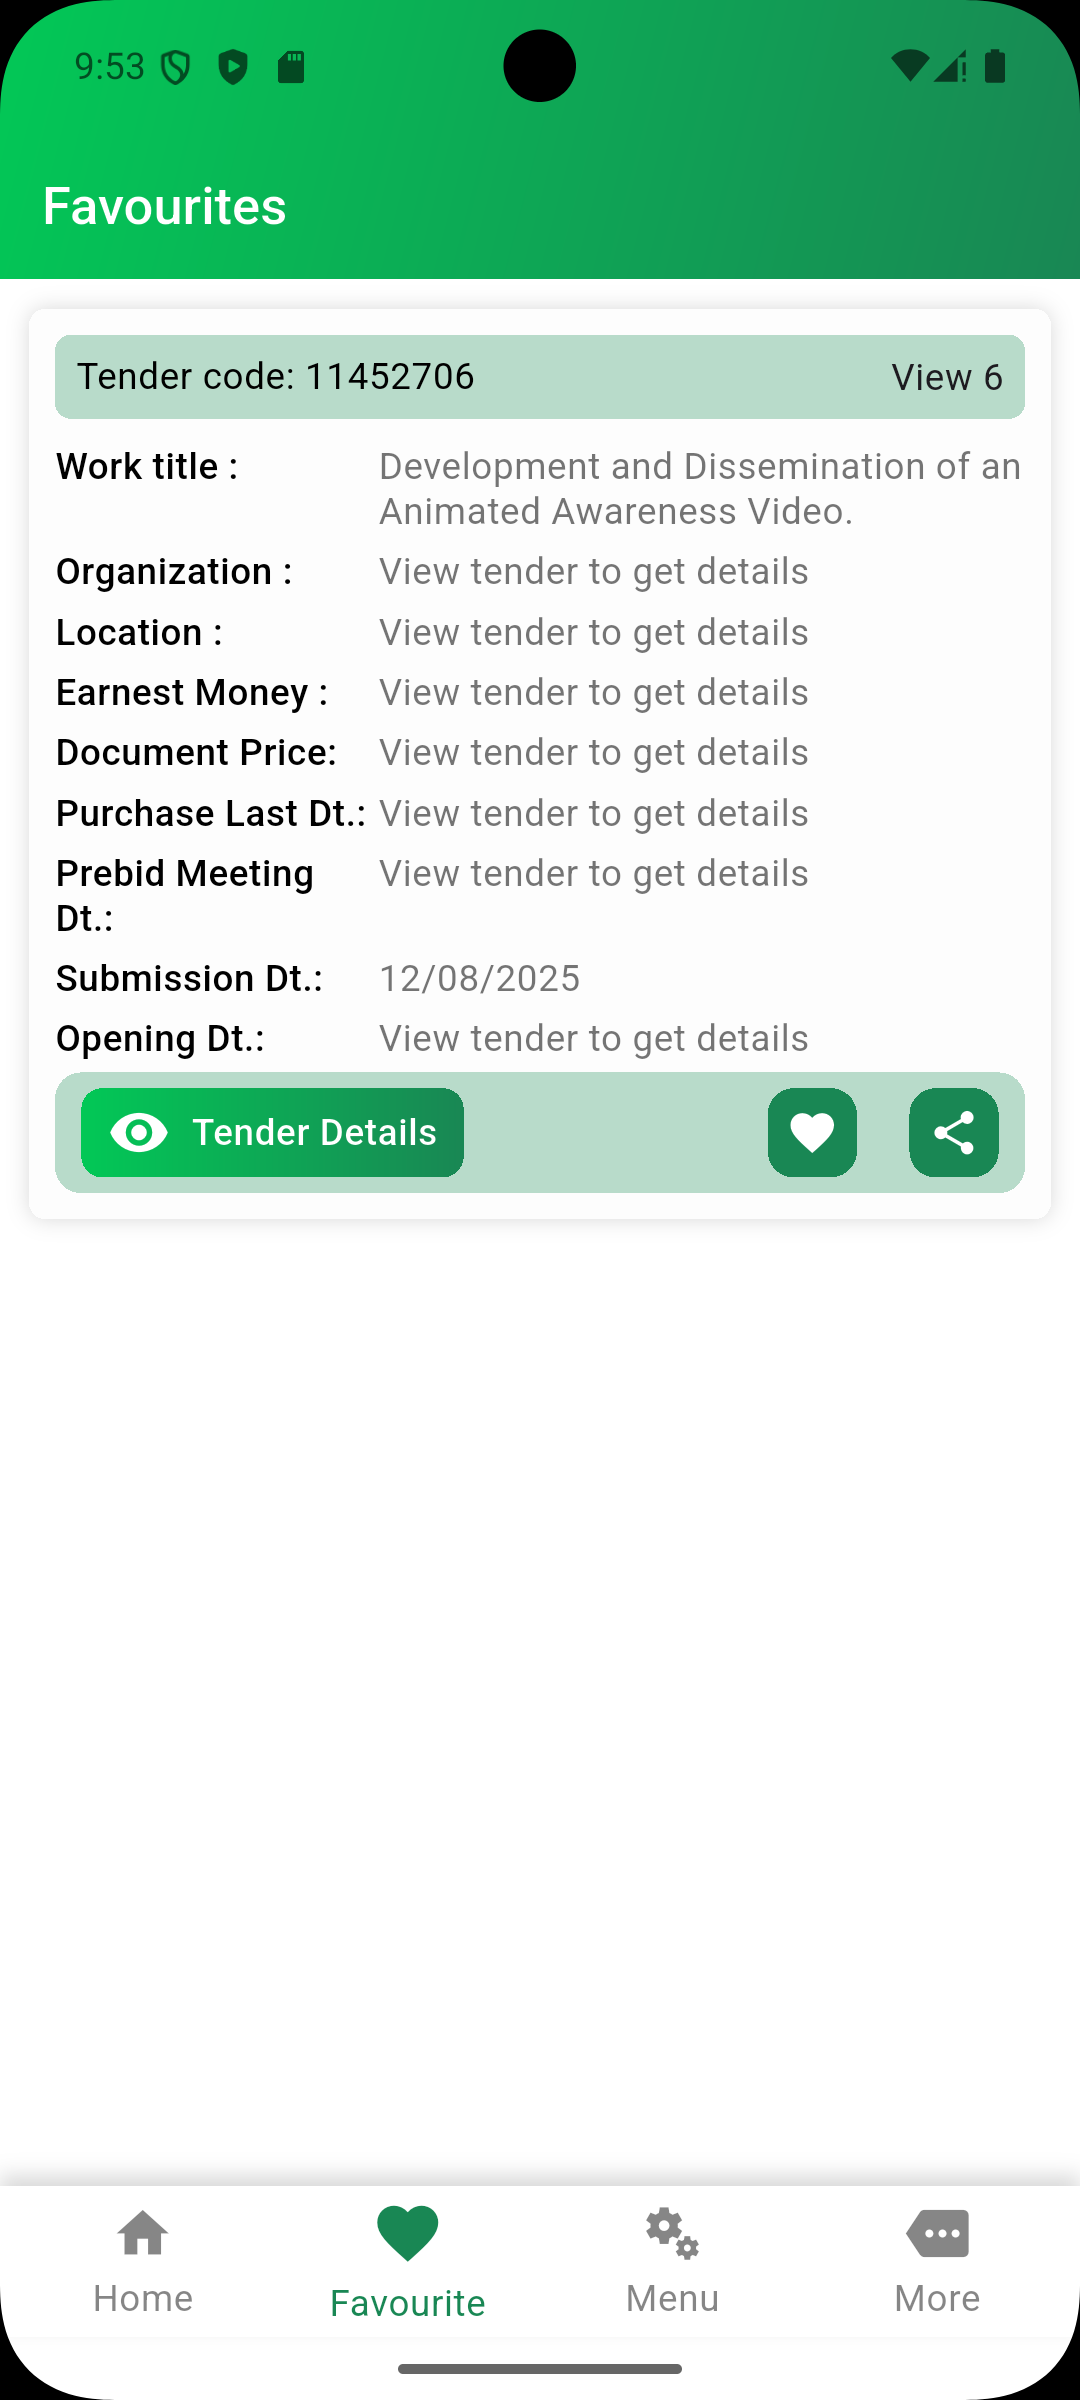 9:53
Favourites
Tender code: 11452706 View 6
Work title : Development and Dissemination of an
Animated Awareness Video.
Organization : View tender to get details
Location : View tender to get details
Earnest Money : View tender to get details
Document Price: View tender to get details
Purchase Last Dt.: View tender to get details
Prebid Meeting View tender to get details
Dt.:
Submission Dt.: 12/08/2025
Opening Dt.: View tender to get details
Tender Details
Home Favourite Menu More